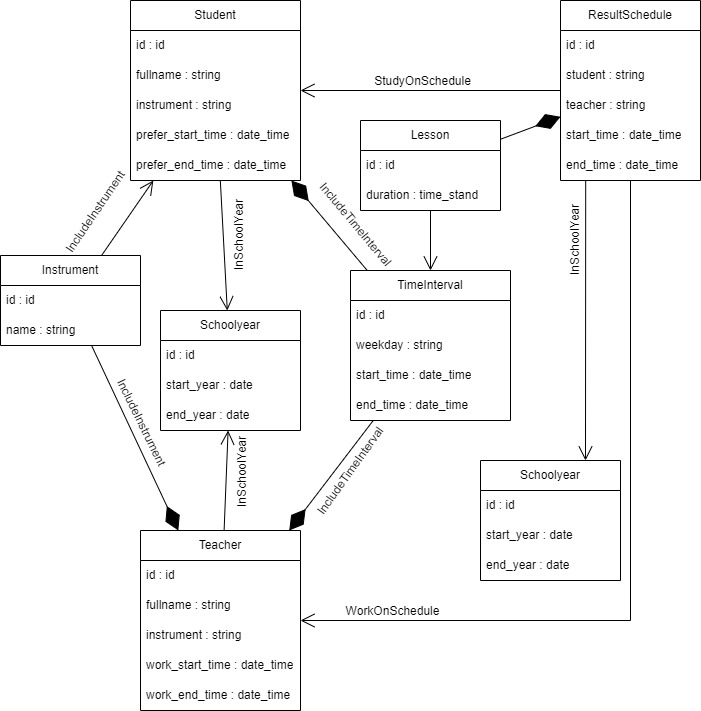 Student
id : id
fullname : string
instrument : string
prefer_start_time : date_time
prefer_end_time : date_time
ResultSchedule
id : id
student : string
teacher : string
start_time : date_time
end_time : date_time
StudyOnSchedule
Lesson
id : id
duration : time_stand
IncludeInstrument
InSchoolYear
IncludeTimeInterval
InSchoolYear
Instrument
id : id
name : string
Schoolyear
id : id
start_year : date
end_year : date
TimeInterval
id : id
weekday : string
start_time : date_time
end_time : date_time
IncludeInstrument
InSchoolYear
IncludeTimeInterval
Schoolyear
id : id
start_year : date
end_year : date
Teacher
id : id
fullname : string
instrument : string
work_start_time : date_time
work_end_time : date_time
WorkOnSchedule